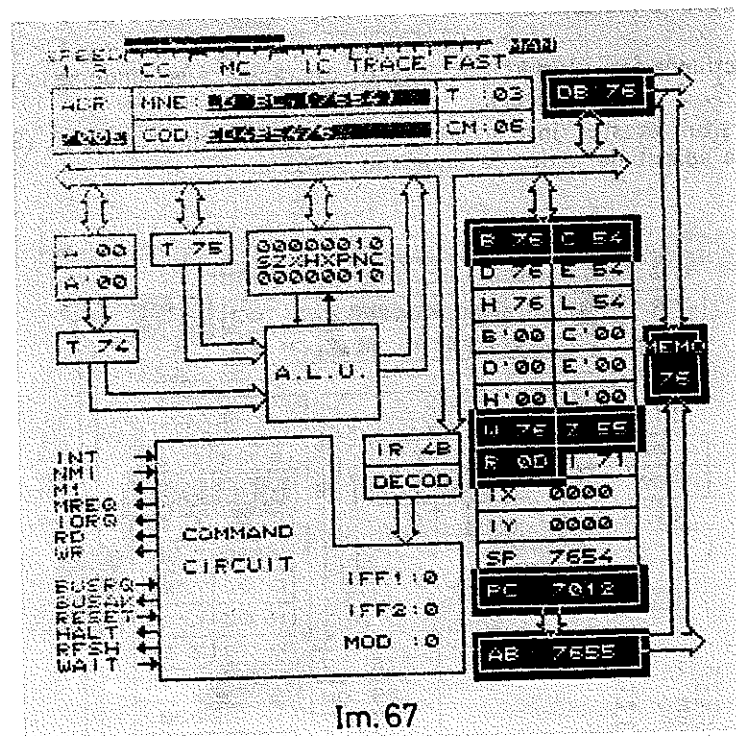 SPEED START
1 2 CC MC IC TRACE FAST
ADR MNE: T :03 DB 76
COD: CM:06
A 00 T 75 00000010
SZXHXPNC
A'00 00000010
T 74
A.L.U.
B 76 C 54
D 76 E 54
H 76 L 54
B'00 C'00
D'00 E'00
H'00 L'00
W 76 Z 55
R 0D T 71
IX 0000
IY 0000
SP 7654
PC 7012
AB 7655
MEMO
76
IR 4B
DECOD
INT
NMI
M1
MREQ
IORQ
RD
WR
BUSRQ
BUSAK
RESET
HALT
RFSH
WAIT
COMMAND
CIRCUIT
IFF1:0
IFF2:0
MOD :0
Im.67